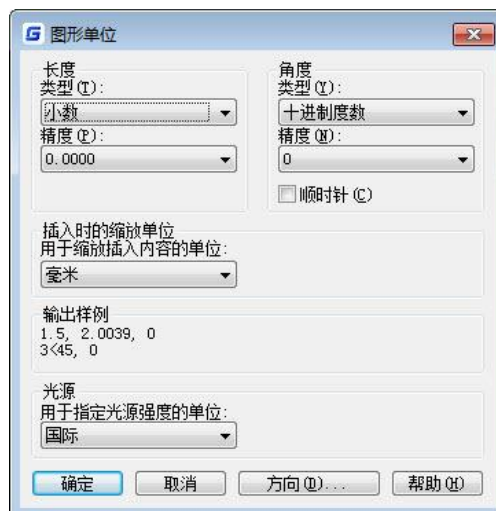 图形单位
长度
类型(T):
小数
精度(P):
0.0000
角度
类型(Y):
十进制度数
精度(N):
0
顺时针(C)
插入时的缩放单位
用于缩放插入内容的单位:
毫米
输出样例
1.5, 2.0039, 0
3<45, 0
光源
用于指定光源强度的单位:
国际
确定 取消 方向(D)... 帮助(H)